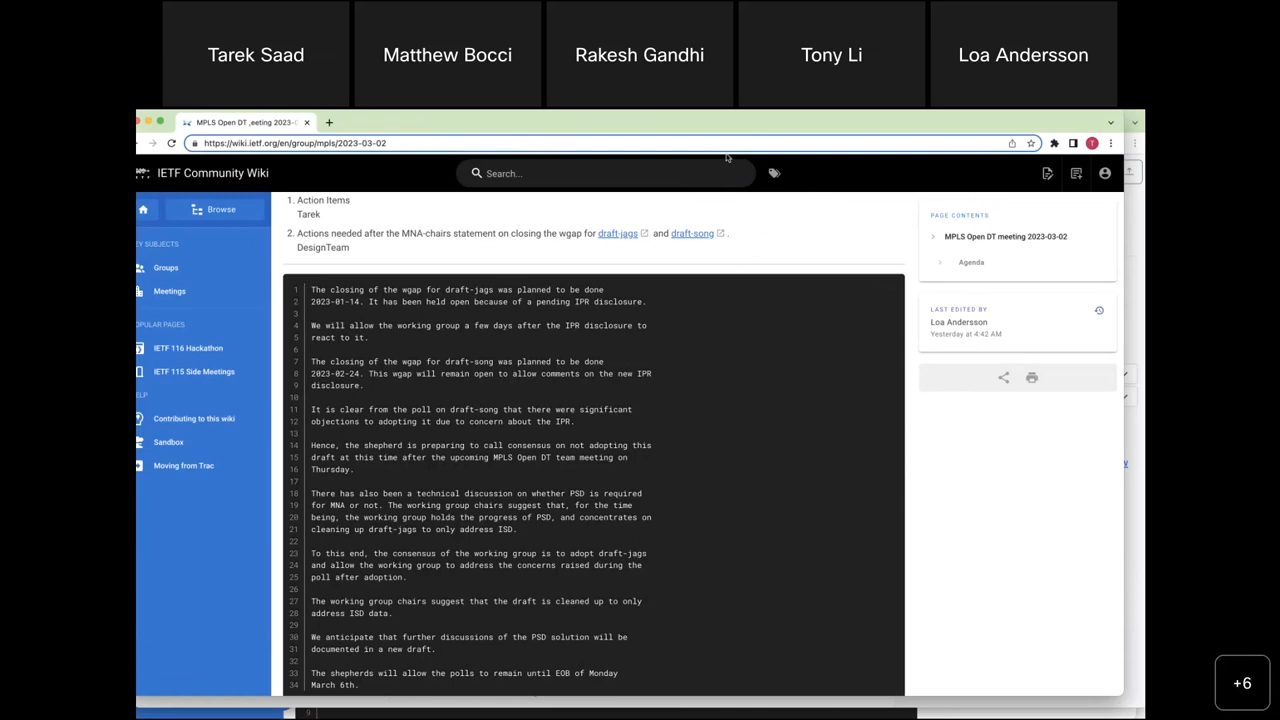 Tarek Saad
Matthew Bocci
Rakesh Gandhi
Tony Li
Loa Andersson
MPLS Open DT ,eeting 2023-
https://wiki.ietf.org/en/group/mpls/2023-03-02
T
IETF Community Wiki
Search...
Browse
EY SUBJECTS
Groups
Meetings
OPULAR PAGES
IETF 116 Hackathon
IETF 115 Side Meetings
ELP
Contributing to this wiki
Sandbox
Moving from Trac
1. Action Items
Tarek
2. Actions needed after the MNA-chairs statement on closing the wgap for draft-jags and draft-song .
DesignTeam
1 The closing of the wgap for draft-jags was planned to be done
2 2023-01-14. It has been held open because of a pending IPR disclosure.
3
4 We will allow the working group a few days after the IPR disclosure to
5 react to it.
6
7 The closing of the wgap for draft-song was planned to be done
8 2023-02-24. This wgap will remain open to allow comments on the new IPR
9 disclosure.
10
11 It is clear from the poll on draft-song that there were significant
12 objections to adopting it due to concern about the IPR.
13
14 Hence, the shepherd is preparing to call consensus on not adopting this
15 draft at this time after the upcoming MPLS Open DT team meeting on
16 Thursday.
17
18 There has also been a technical discussion on whether PSD is required
19 for MNA or not. The working group chairs suggest that, for the time
20 being, the working group holds the progress of PSD, and concentrates on
21 cleaning up draft-jags to only address ISD.
22
23 To this end, the consensus of the working group is to adopt draft-jags
24 and allow the working group to address the concerns raised during the
25 poll after adoption.
26
27 The working group chairs suggest that the draft is cleaned up to only
28 address ISD data.
29
30 We anticipate that further discussions of the PSD solution will be
31 documented in a new draft.
32
33 The shepherds will allow the polls to remain until EOB of Monday
34 March 6th.
PAGE CONTENTS
MPLS Open DT meeting 2023-03-02
Agenda
LAST EDITED BY
Loa Andersson
Yesterday at 4:42 AM
9
+6